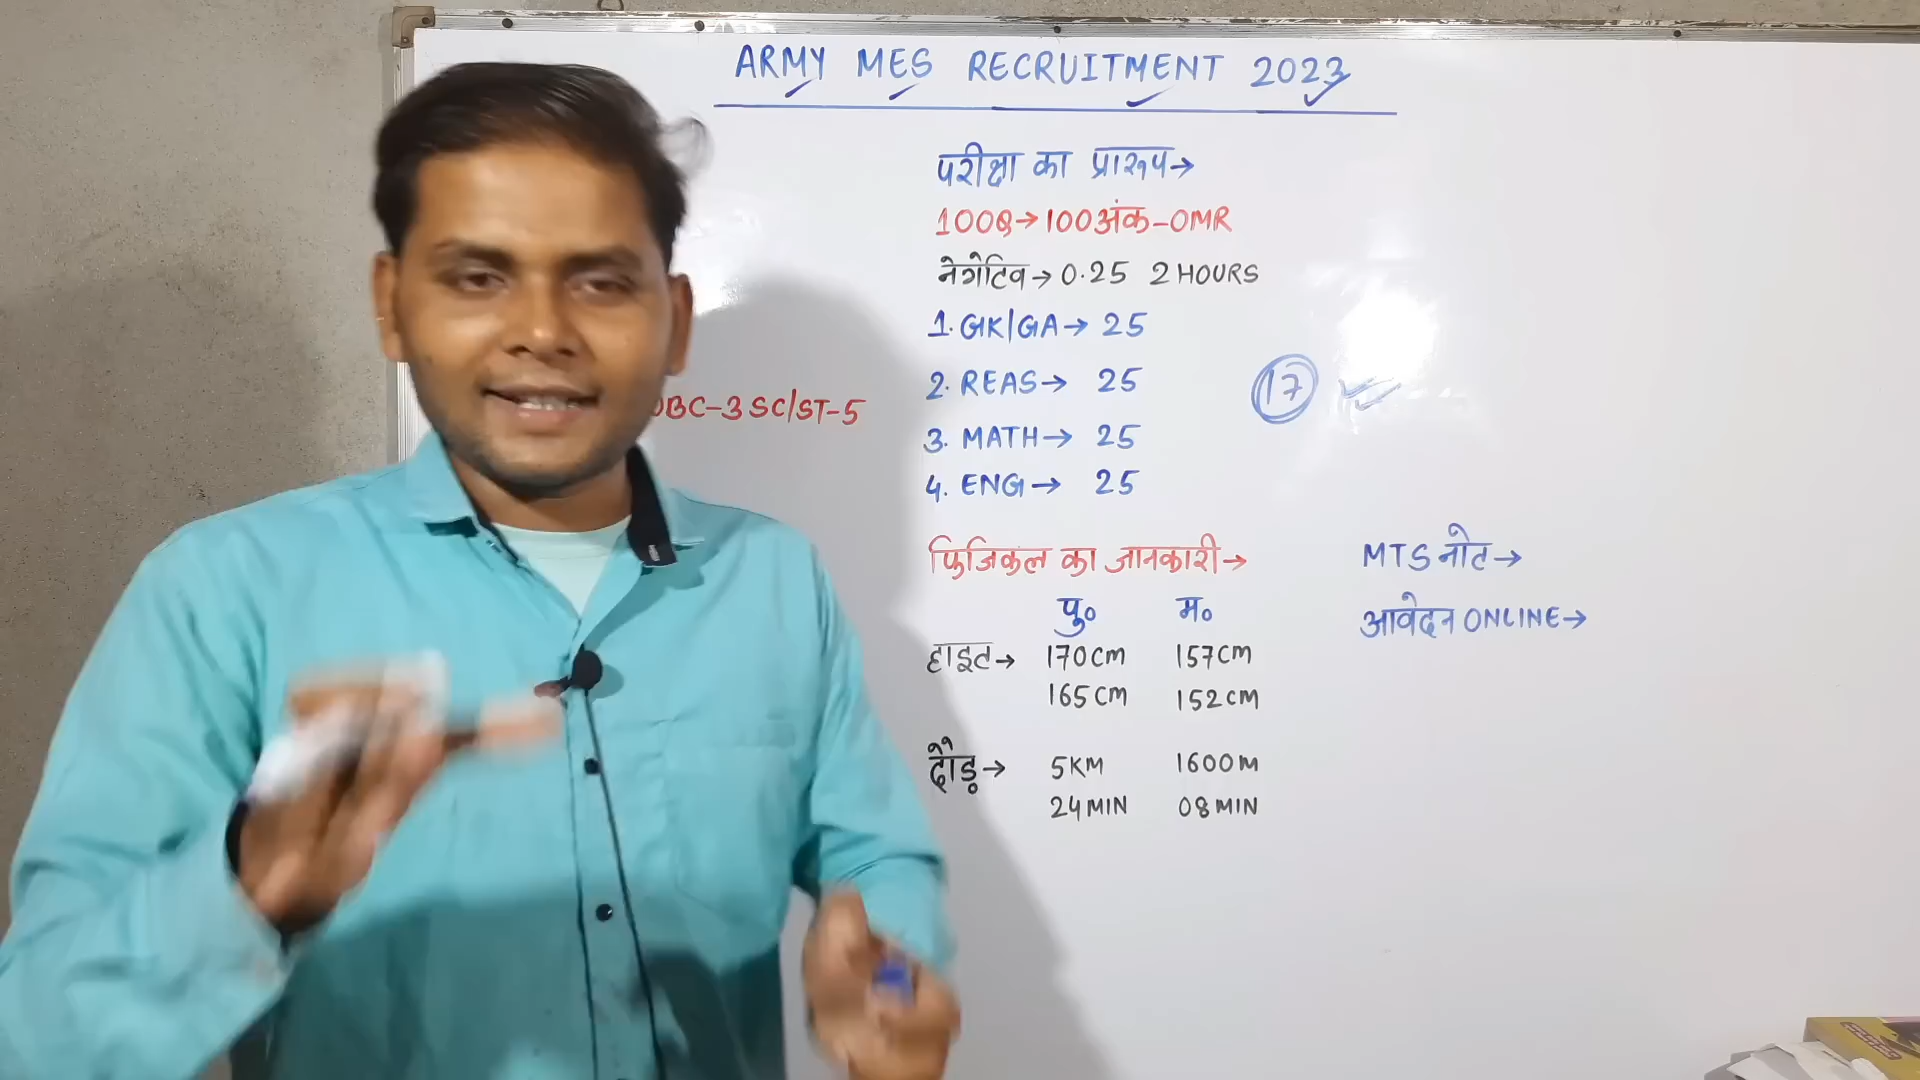 ARMY MES RECRUITMENT 2023
परीक्षा का प्रारूप→
100Q→100अंक-OMR
नेगेटिव→0.25 2 HOURS
1. GK/GA→ 25
2. REAS→ 25
17
OBC-3 SC/ST-5
3. MATH→ 25
4. ENG→ 25
फिजिकल का जानकारी→
पु० म०
हाइट→ 170cm 157cm
165cm 152cm
दौड़→ 5KM 1600M
24MIN 08MIN
MTS नोट→
आवेदन ONLINE→